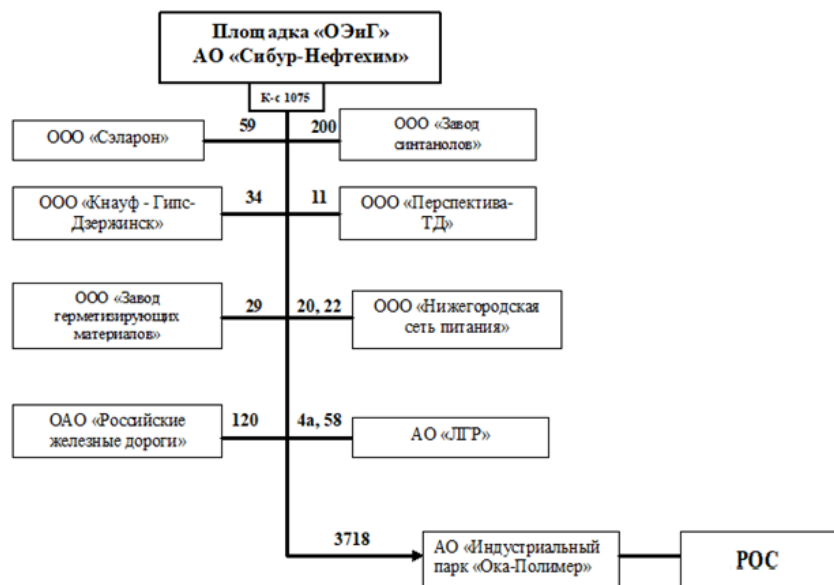 Площадка «ОЭиГ»
АО «Сибур-Нефтехим»
К-с 1075
ООО «Сэларон»
59
200
ООО «Завод
синтанолов»
ООО «Кнауф - Гипс-
Дзержинск»
34
11
ООО «Перспектива-
ТД»
ООО «Завод
герметизирующих
материалов»
29
20, 22
ООО «Нижегородская
сеть питания»
ОАО «Российские
железные дороги»
120
4а, 58
АО «ЛГР»
3718
АО «Индустриальный
парк «Ока-Полимер»
РОС